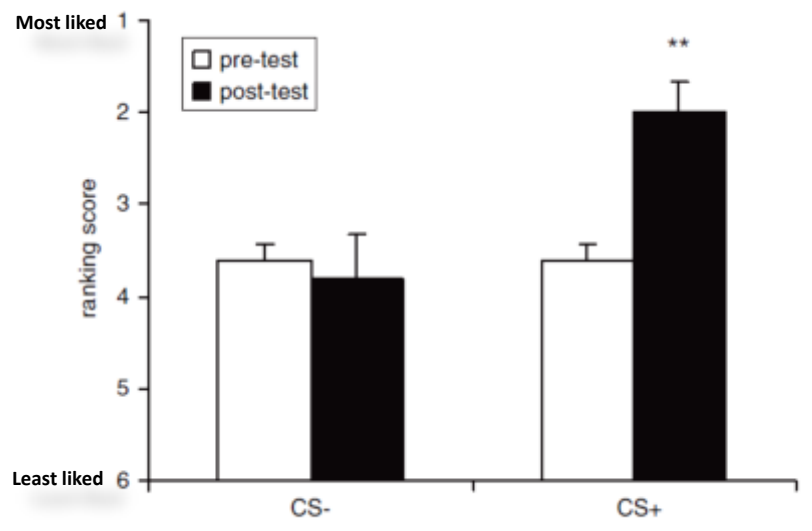 Most liked
1
**
pre-test
post-test
2
3
ranking score
4
5
Least liked
6
CS-
CS+